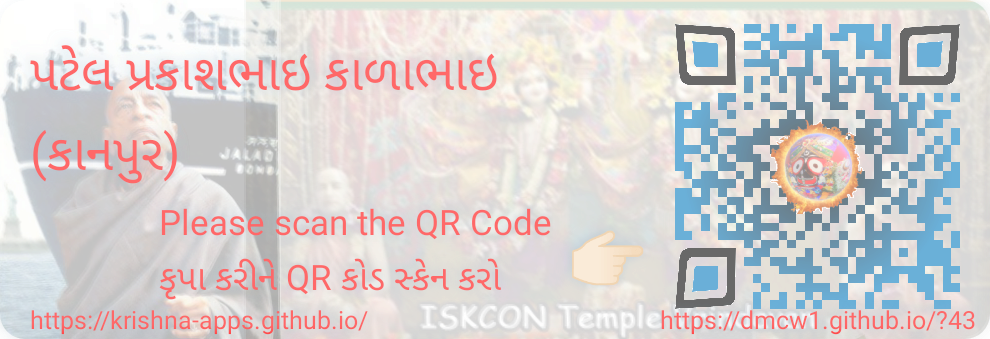 પટેલ પ્રકાશભાઇ કાળાભાઇ
(કાનપુર)
JALAD
Please scan the QR Code
કૃપા કરીને QR કોડ સ્કેન કરો
https://krishna-apps.github.io/
ISKCON Temple
https://dmcw1.github.io/?43